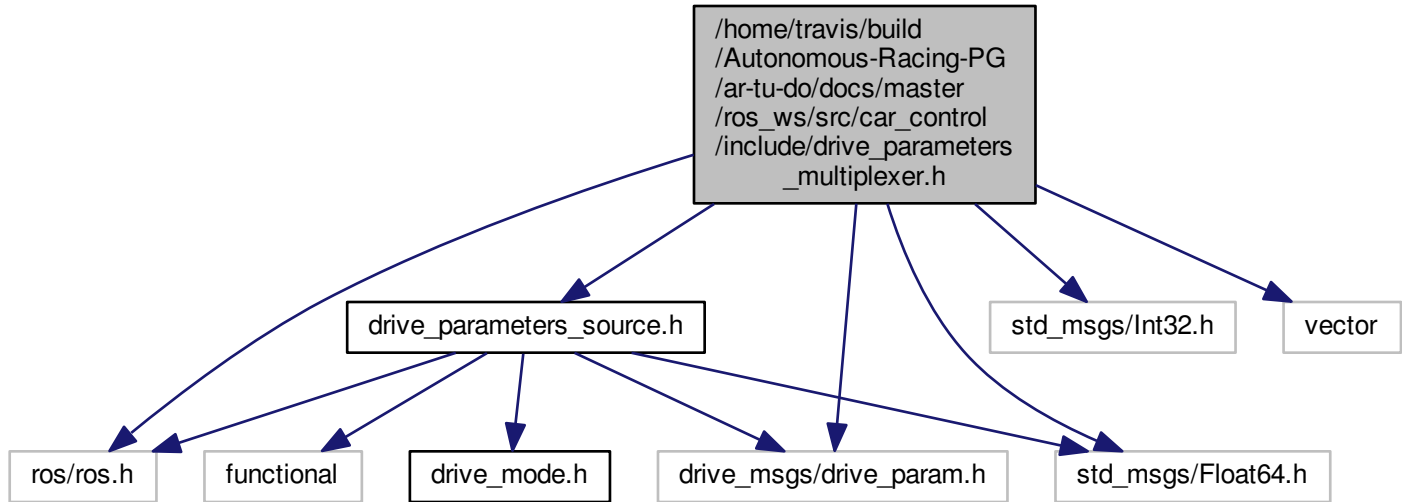 /home/travis/build
/Autonomous-Racing-PG
/ar-tu-do/docs/master
/ros_ws/src/car_control
/include/drive_parameters
_multiplexer.h
drive_parameters_source.h
std_msgs/Int32.h
vector
ros/ros.h
functional
drive_mode.h
drive_msgs/drive_param.h
std_msgs/Float64.h